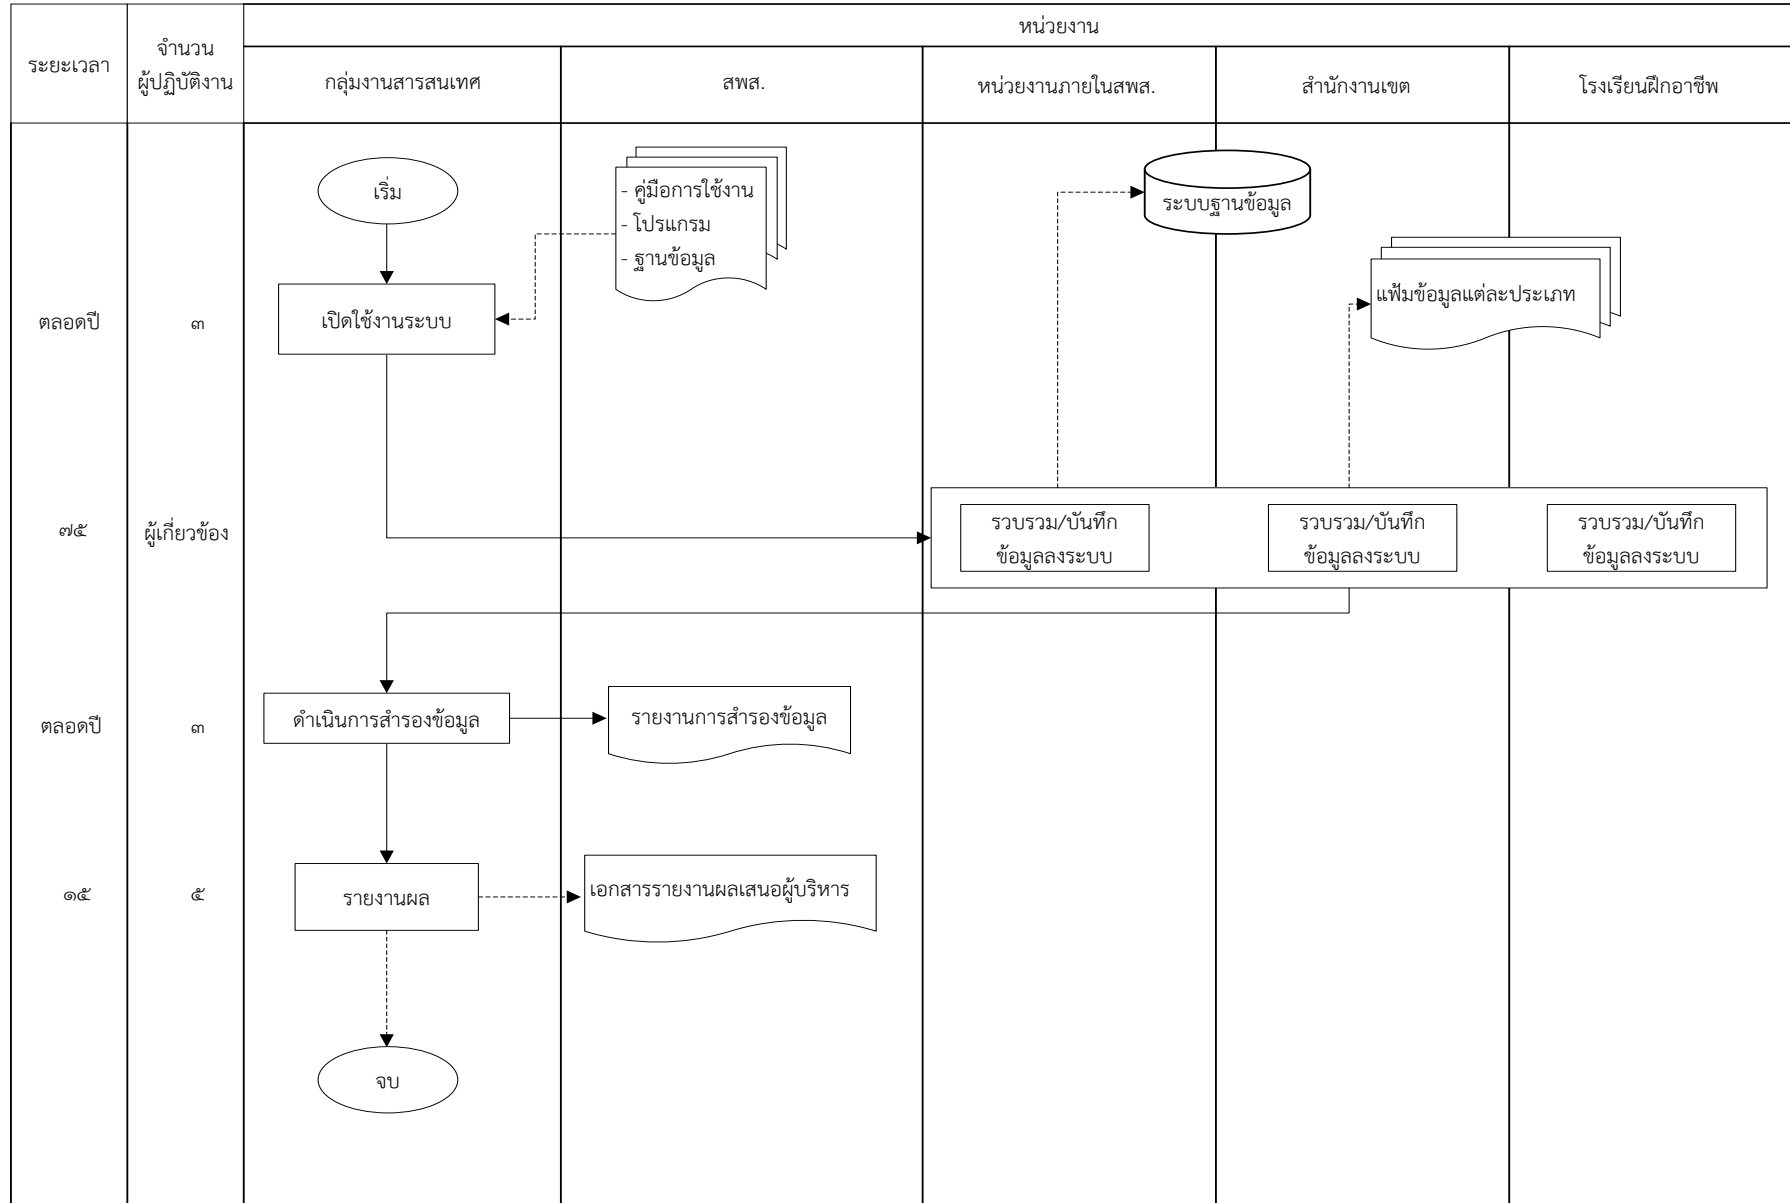 หน่วยงาน
ระยะเวลา
จำนวน
ผู้ปฏิบัติงาน
กลุ่มงานสารสนเทศ
สพส.
หน่วยงานภายในสพส.
สำนักงานเขต
โรงเรียนฝึกอาชีพ
เริ่ม
- คู่มือการใช้งาน
- โปรแกรม
- ฐานข้อมูล
ระบบฐานข้อมูล
แฟ้มข้อมูลแต่ละประเภท
ตลอดปี
๓
เปิดใช้งานระบบ
๗๕
ผู้เกี่ยวข้อง
รวบรวม/บันทึก
ข้อมูลลงระบบ
รวบรวม/บันทึก
ข้อมูลลงระบบ
รวบรวม/บันทึก
ข้อมูลลงระบบ
ตลอดปี
๓
ดำเนินการสำรองข้อมูล
รายงานการสำรองข้อมูล
๑๕
๕
รายงานผล
เอกสารรายงานผลเสนอผู้บริหาร
จบ